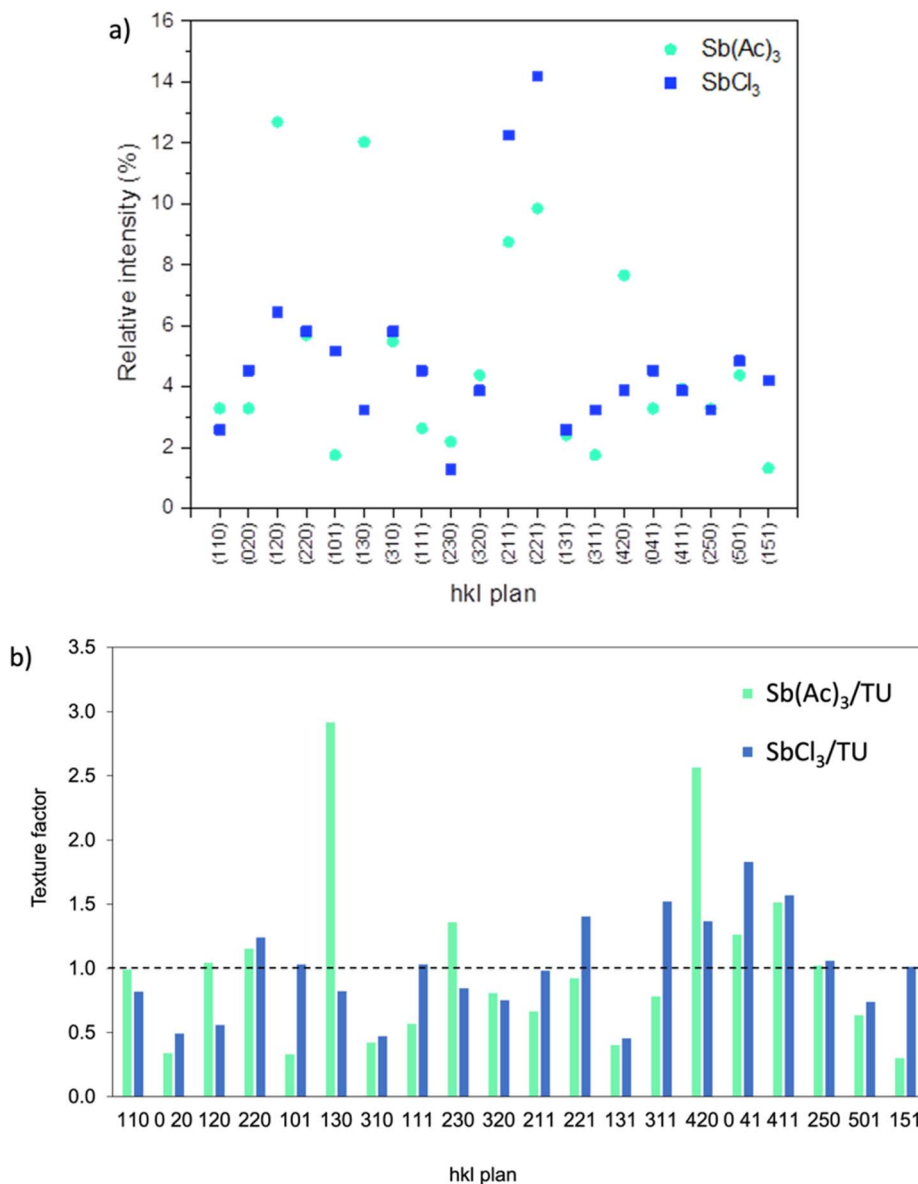 a)
16
14
12
10
8
6
4
2
0
Relative intensity (%)
Sb(Ac)₃
SbCl₃
(110) (020) (120) (220) (101) (130) (310) (111) (230) (320) (211) (221) (131) (311) (420) (041) (411) (250) (501) (151)
hkl plan
b)
3.5
3.0
2.5
2.0
1.5
1.0
0.5
0.0
Texture factor
Sb(Ac)₃/TU
SbCl₃/TU
110 0 20 120 220 101 130 310 111 230 320 211 221 131 311 420 0 41 411 250 501 151
hkl plan